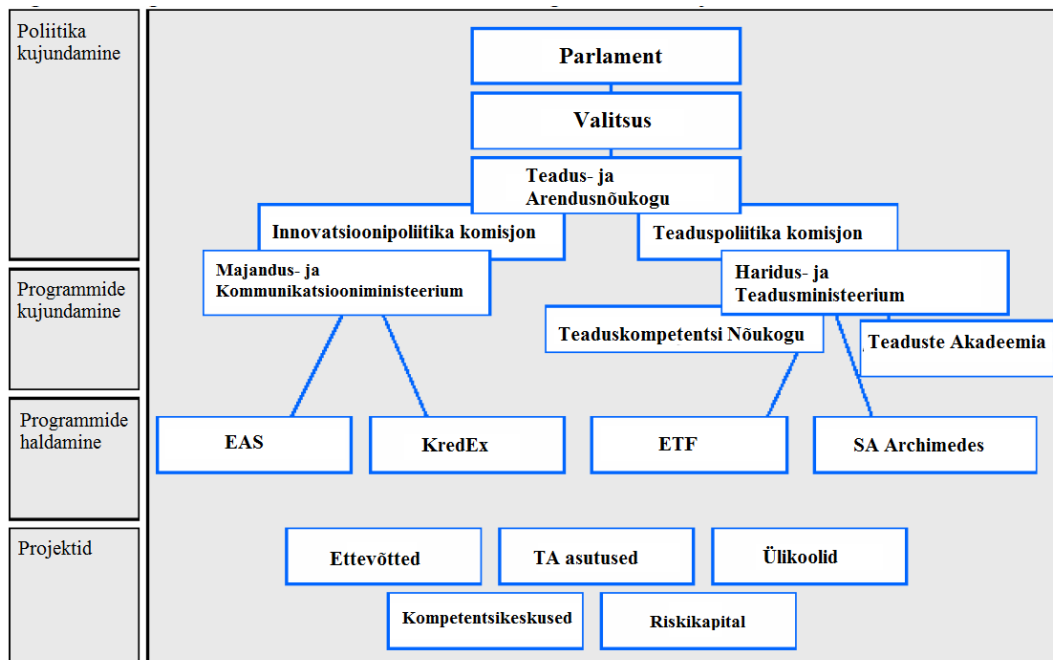 Poliitika
kujundamine
Parlament
Valitsus
Teadus- ja
Arendusnõukogu
Innovatsioonipoliitika komisjon
Teaduspoliitika komisjon
Majandus- ja
Kommunikatsiooniministeerium
Haridus- ja
Teadusministeerium
Programmide
kujundamine
Teaduskompetentsi Nõukogu
Teaduste Akadeemia
Programmide
haldamine
EAS
KredEx
ETF
SA Archimedes
Projektid
Ettevõtted
TA asutused
Ülikoolid
Kompetentsikeskused
Riskikapital